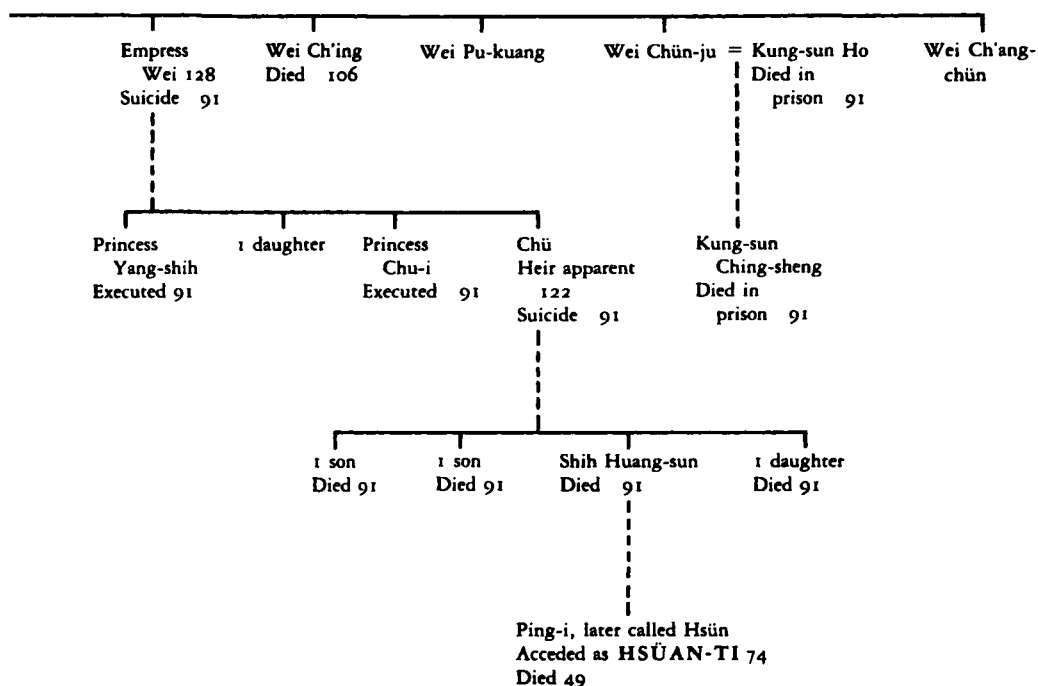 Empress
Wei 128
Suicide 91
Wei Ch'ing
Died 106
Wei Pu-kuang
Wei Chün-ju = Kung-sun Ho
Died in
prison 91
Wei Ch'ang-
chün
Princess
Yang-shih
Executed 91
1 daughter
Princess
Chu-i
Executed 91
Chü
Heir apparent
122
Suicide 91
Kung-sun
Ching-sheng
Died in
prison 91
1 son
Died 91
1 son
Died 91
Shih Huang-sun
Died 91
1 daughter
Died 91
Ping-i, later called Hsün
Acceded as HSÜAN-TI 74
Died 49